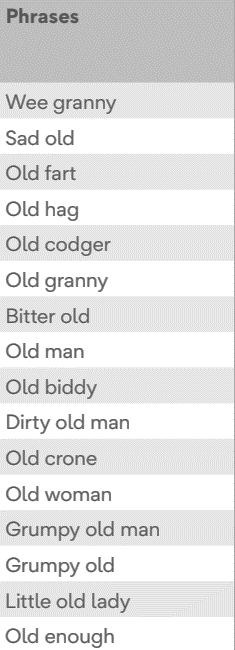 Phrases
Wee granny
Sad old
Old fart
Old hag
Old codger
Old granny
Bitter old
Old man
Old biddy
Dirty old man
Old crone
Old woman
Grumpy old man
Grumpy old
Little old lady
Old enough